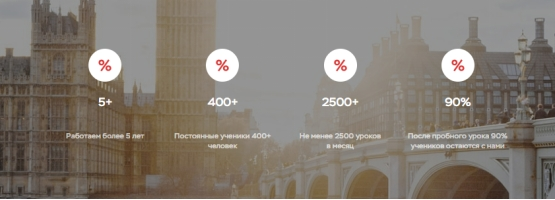 % % % %
5+ 400+ 2500+ 90%
Работаем более 5 лет
Постоянные ученики 400+
человек
Не менее 2500 уроков
в месяц
После пробного урока 90%
учеников остаются с нами